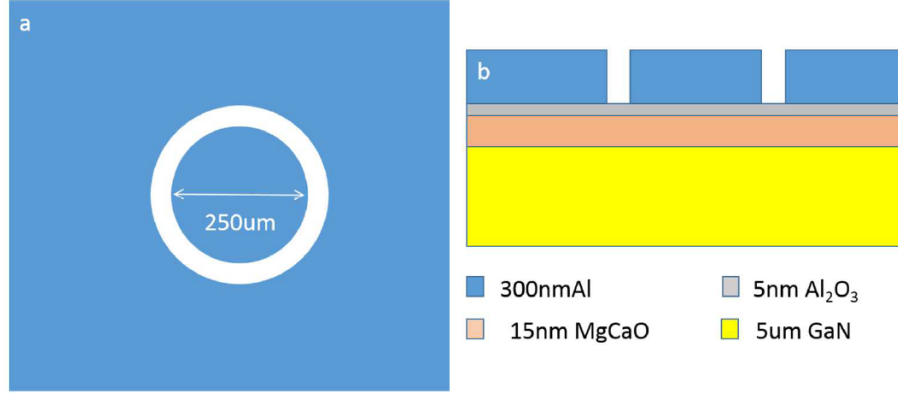 a
250um
b
300nmAl
5nm Al₂O₃
15nm MgCaO
5um GaN